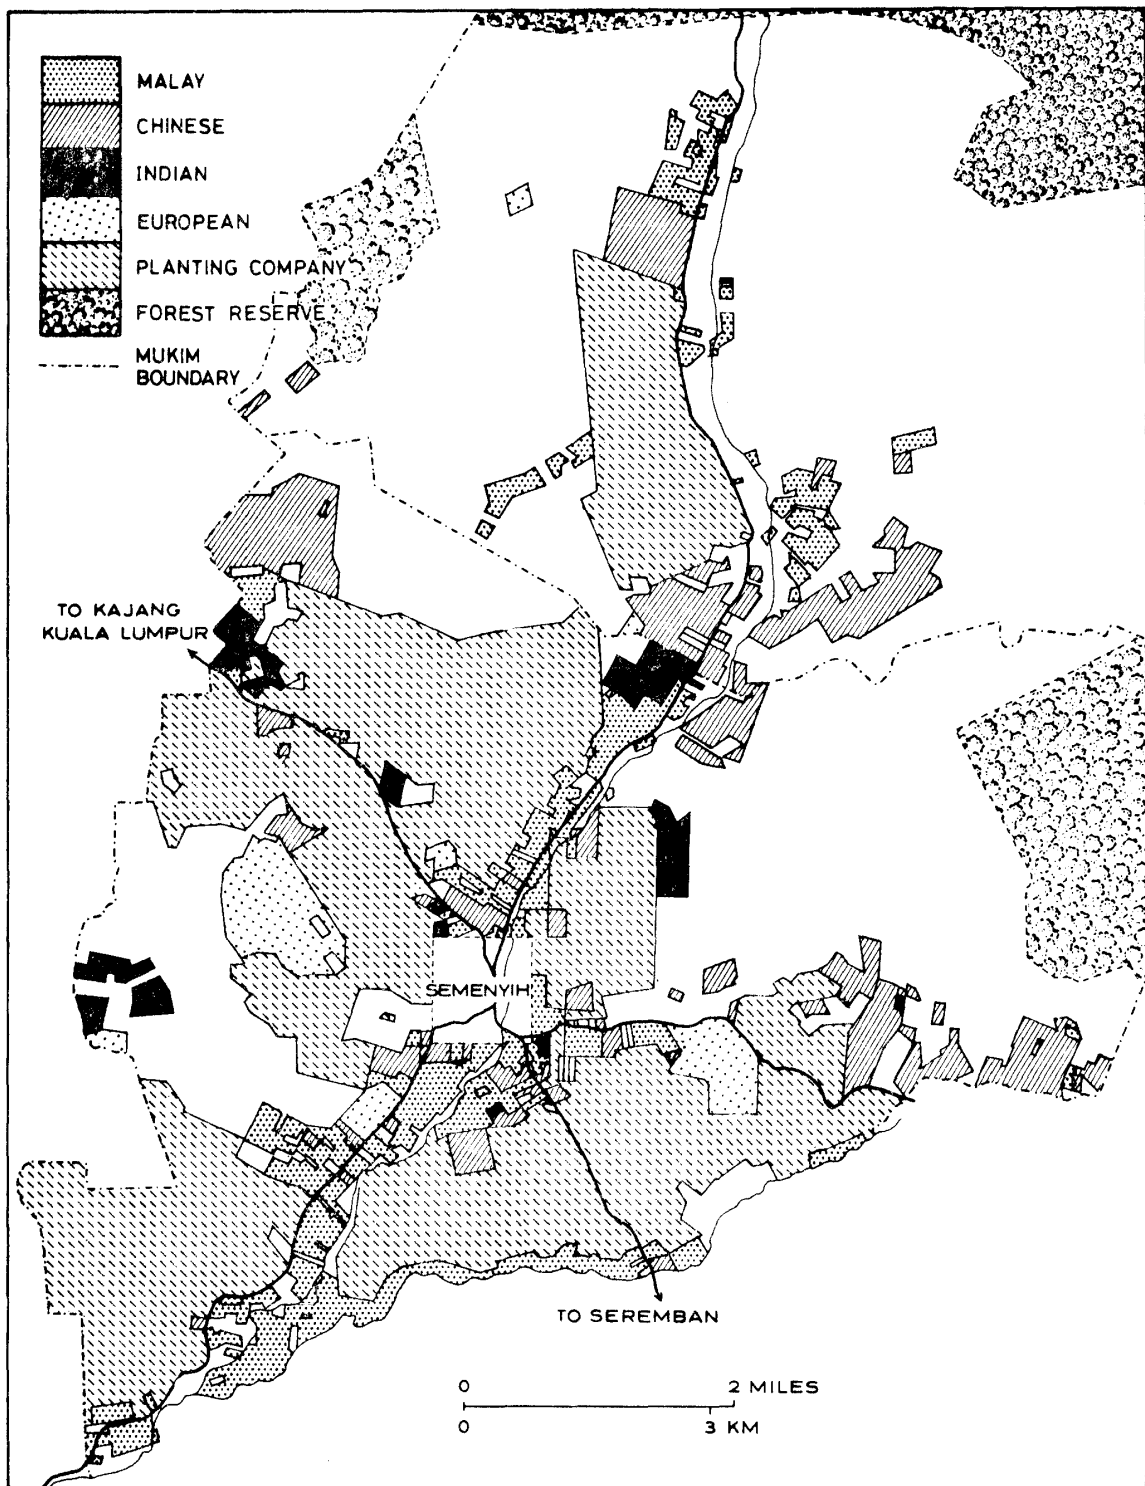 MALAY
CHINESE
INDIAN
EUROPEAN
PLANTING COMPANY
FOREST RESERVE
MUKIM
BOUNDARY
TO KAJANG
KUALA LUMPUR
SEMENYIH
TO SEREMBAN
0 2 MILES
0 3 KM